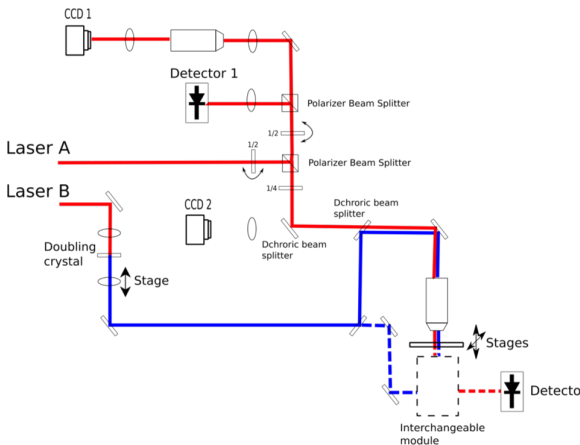 CCD 1
Detector 1
Polarizer Beam Splitter
1/2
1/2
Laser A
Polarizer Beam Splitter
1/4
Laser B
CCD 2
Dchroric beam
splitter
Dchroric beam
splitter
Doubling
crystal
Stage
Stages
Detecto
Interchangeable
module